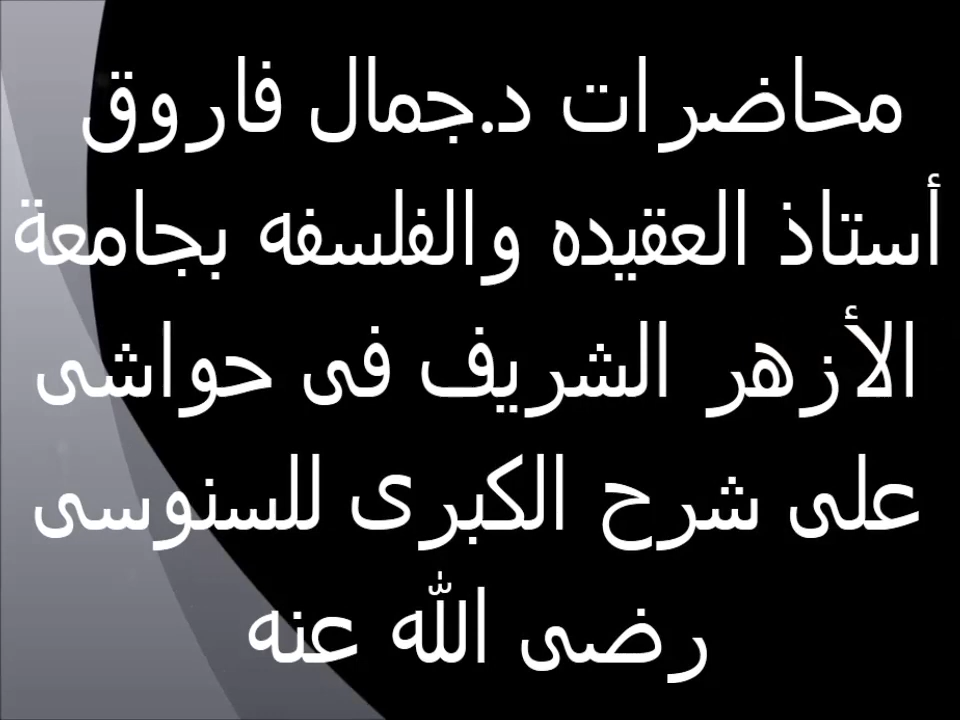 محاضرات د.جمال فاروق
أستاذ العقيده والفلسفه بجامعة
الأزهر الشريف فى حواشى
على شرح الكبرى للسنوسى
رضى الله عنه